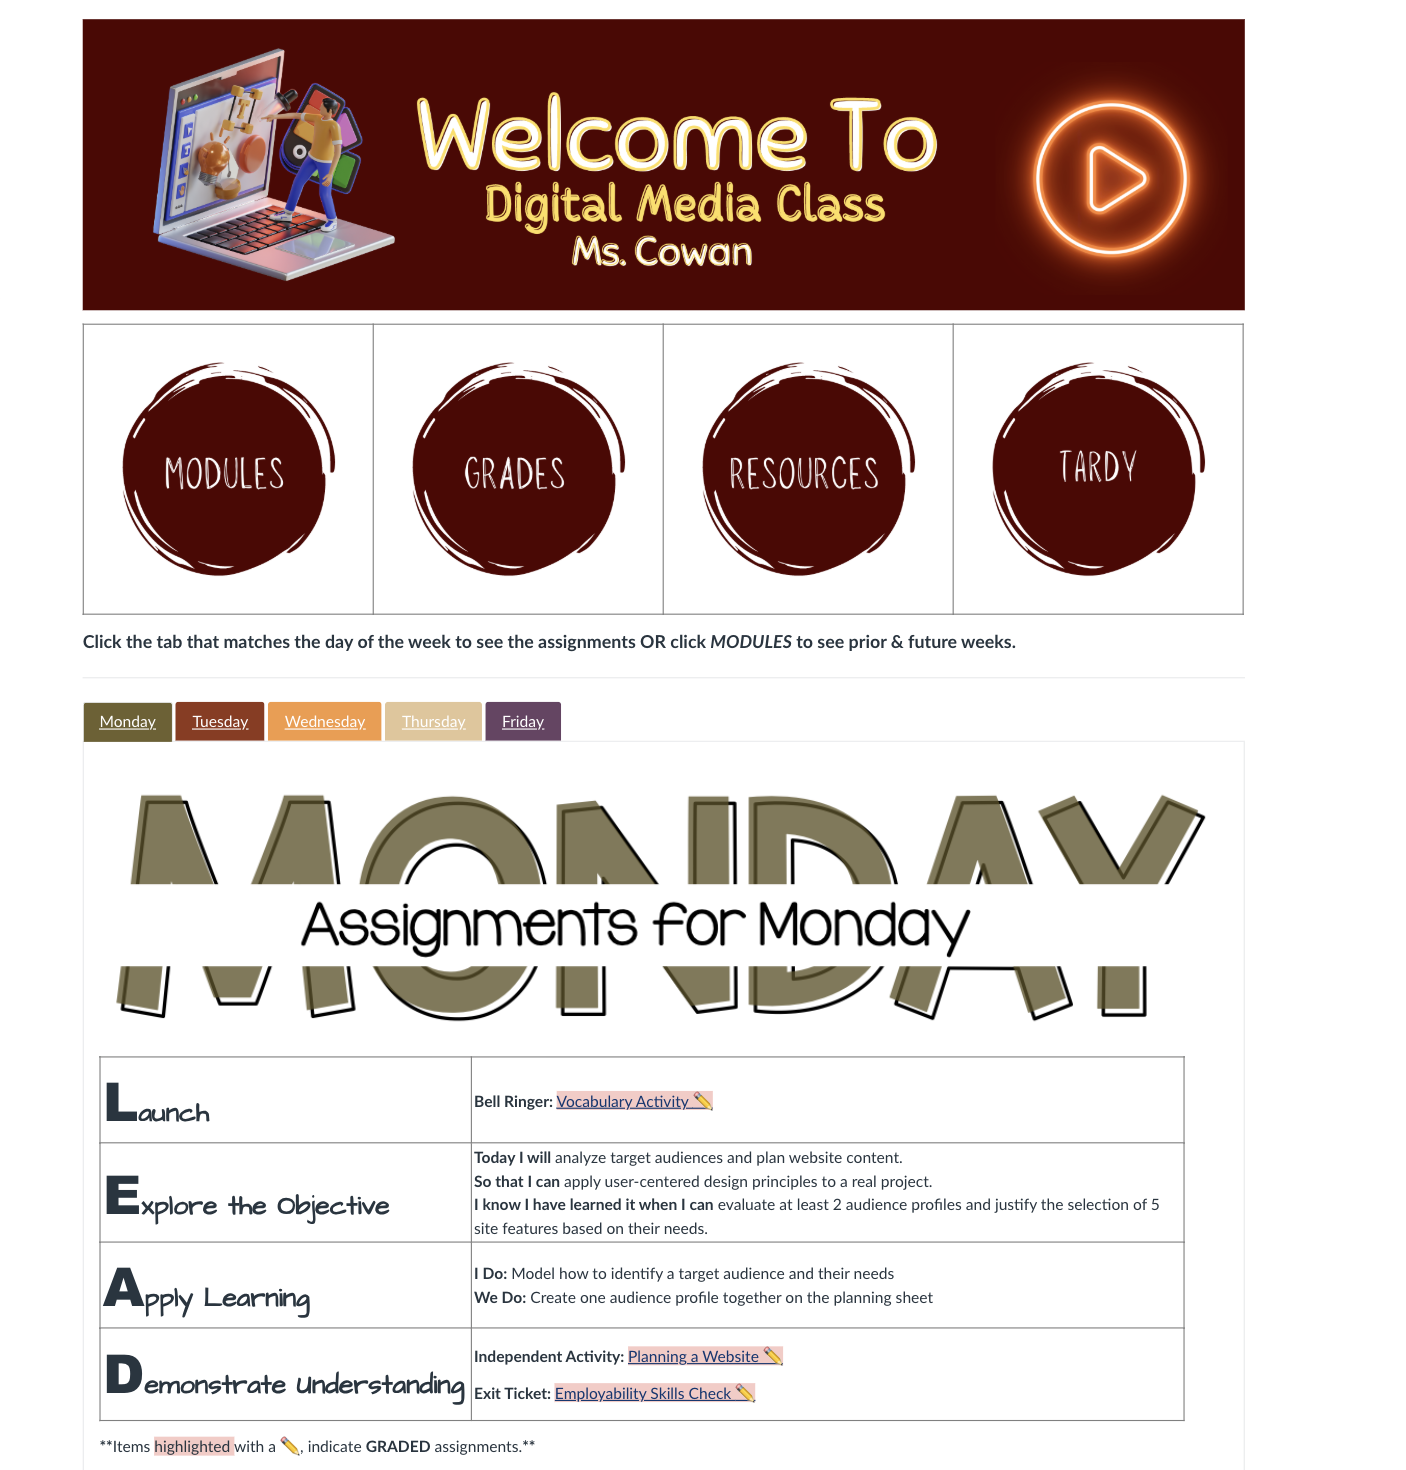 Welcome To
Digital Media Class
Ms. Cowan
MODULES
GRADES
RESOURCES
TARDY
Click the tab that matches the day of the week to see the assignments OR click MODULES to see prior & future weeks.
Monday
Tuesday
Wednesday
Thursday
Friday
MONDAY
Assignments for Monday
Launch
Bell Ringer: Vocabulary Activity ✏️
Explore the Objective
Today I will analyze target audiences and plan website content.
So that I can apply user-centered design principles to a real project.
I know I have learned it when I can evaluate at least 2 audience profiles and justify the selection of 5
site features based on their needs.
Apply Learning
I Do: Model how to identify a target audience and their needs
We Do: Create one audience profile together on the planning sheet
Demonstrate Understanding
Independent Activity: Planning a Website ✏️
Exit Ticket: Employability Skills Check ✏️
**Items highlighted with a ✏️, indicate GRADED assignments.**